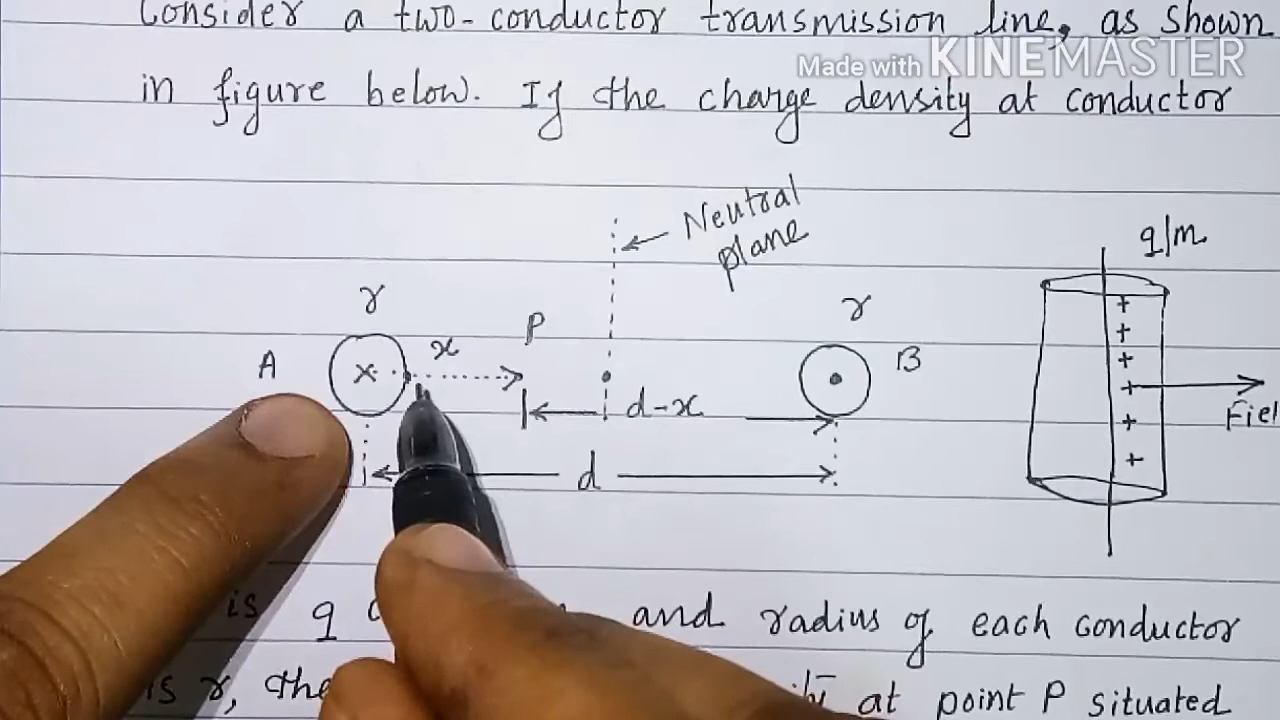 Consider a two-conductor transmission line, as shown
Made with KINEMASTER
in figure below. If the charge density at conductor
Neutral
plane
q/m
r
r
A
x
P
B
d-x
d
+
+
+
+
+
+
Fiel
is q and radius of each conductor
is r, the at point P situated